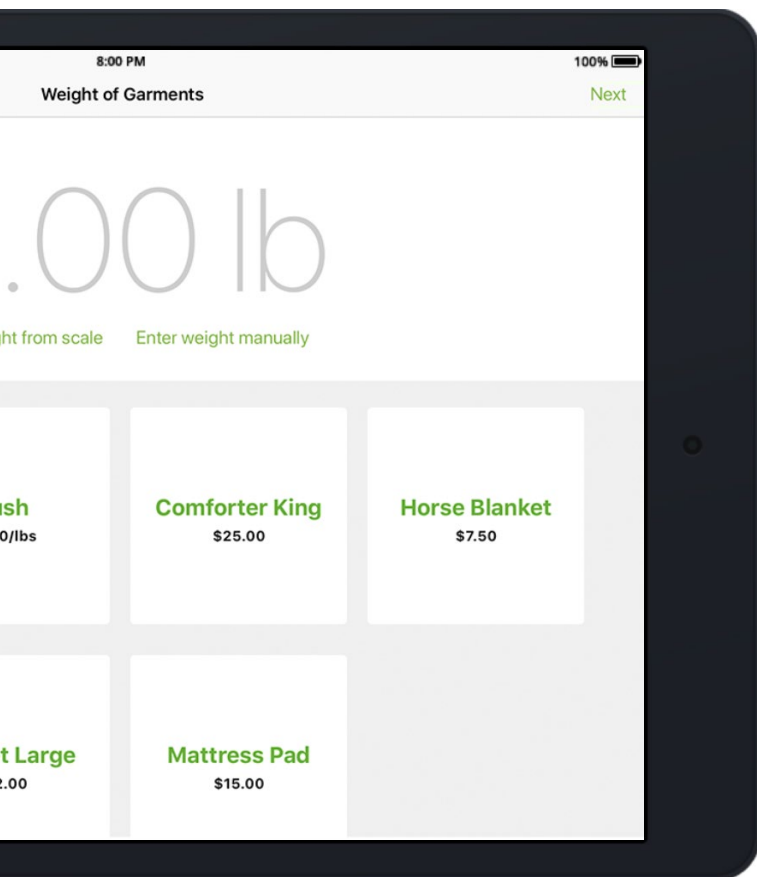 8:00 PM 100%
Weight of Garments Next
.00 lb
ght from scale Enter weight manually
ush
0/lbs
Comforter King
$25.00
Horse Blanket
$7.50
t Large
2.00
Mattress Pad
$15.00